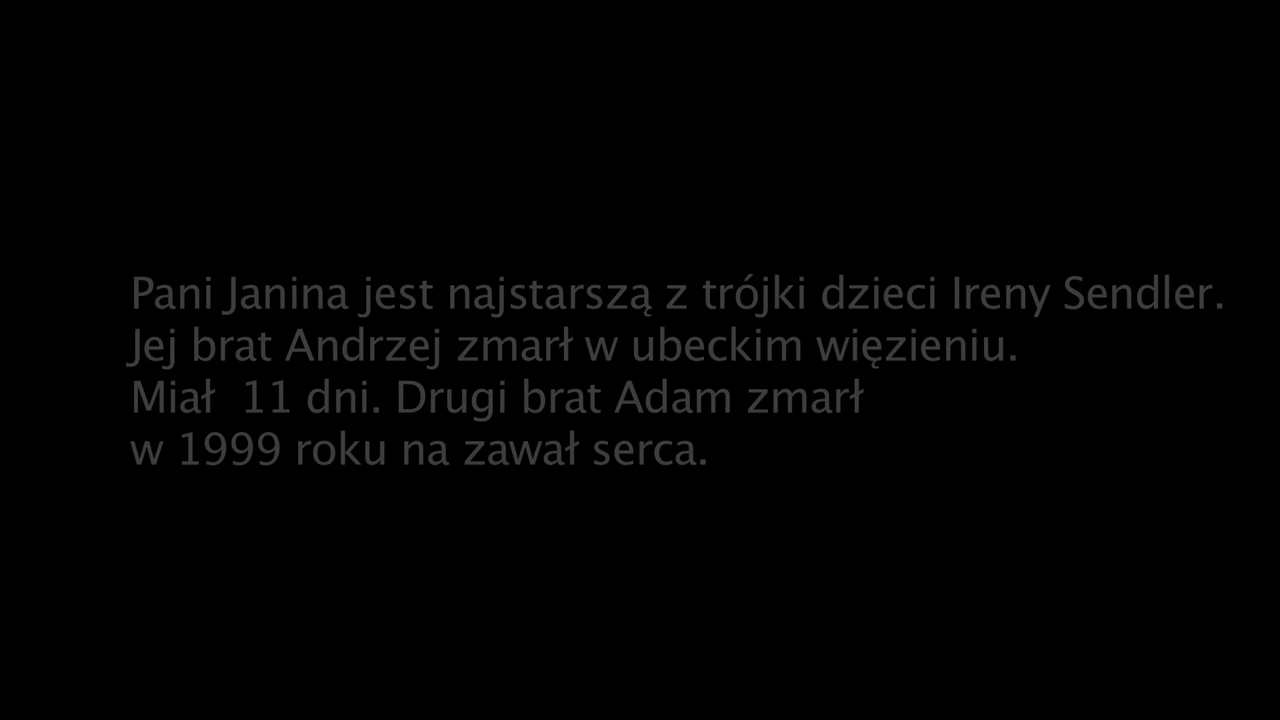 Pani Janina jest najstarszą z trójki dzieci Ireny Sendler.
Jej brat Andrzej zmarł w ubeckim więzieniu.
Miał  11 dni. Drugi brat Adam zmarł
w 1999 roku na zawał serca.